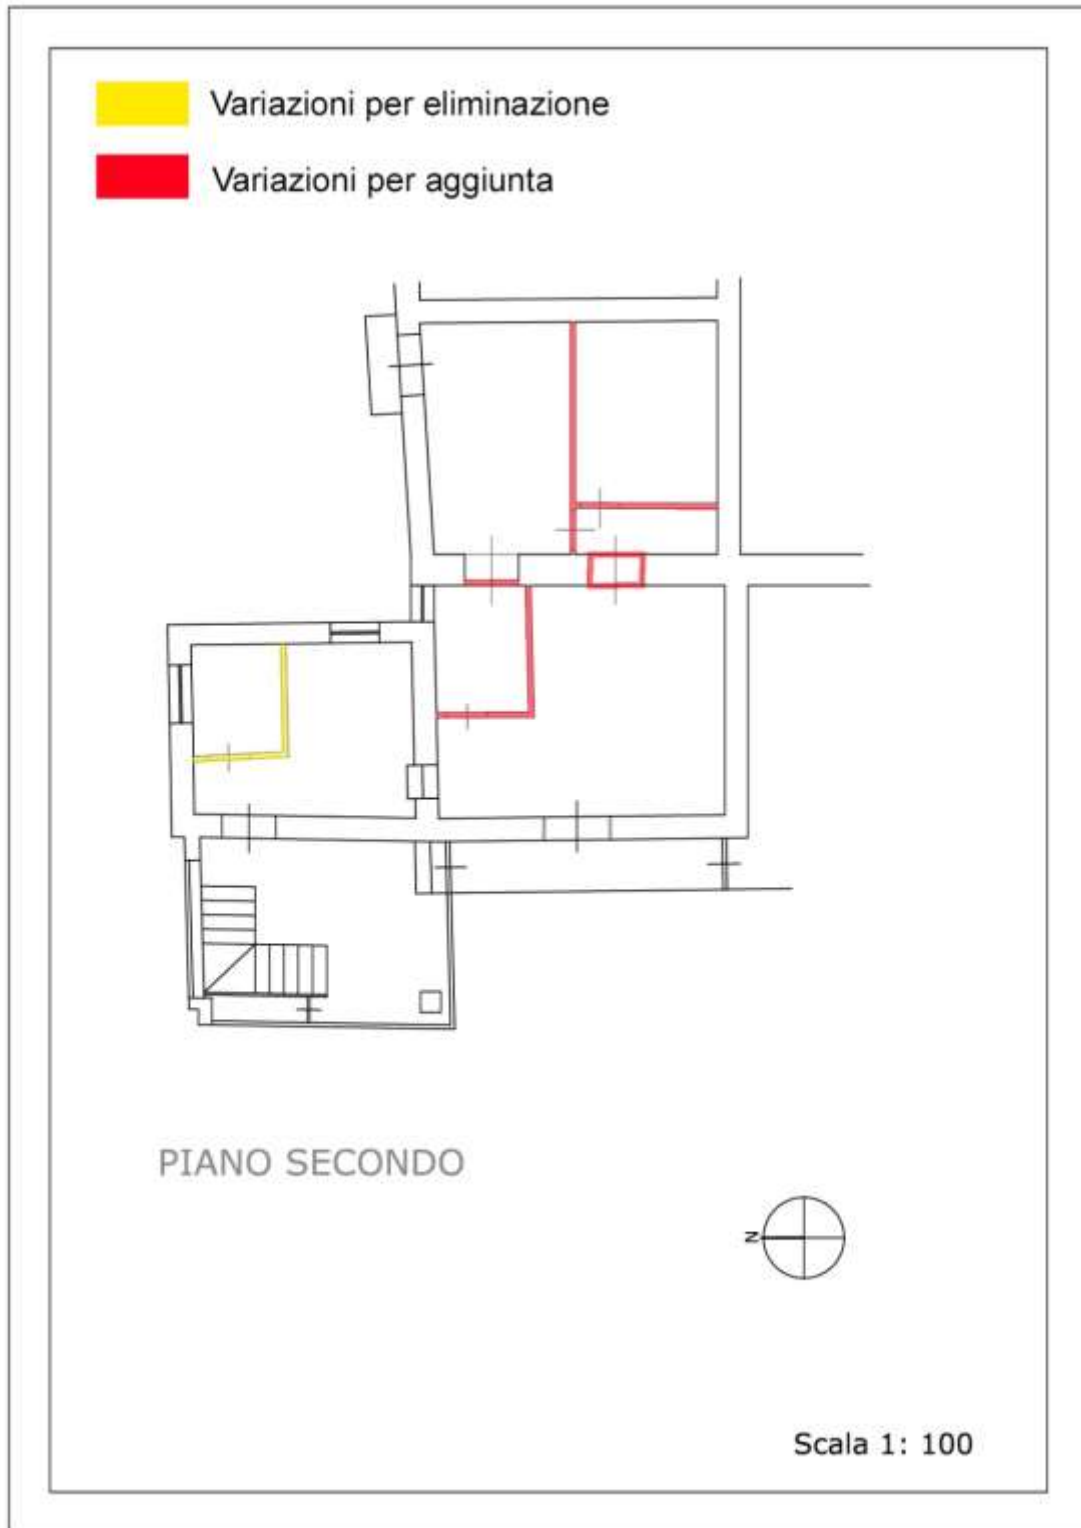 Variazioni per eliminazione
Variazioni per aggiunta
PIANO SECONDO
N
Scala 1: 100